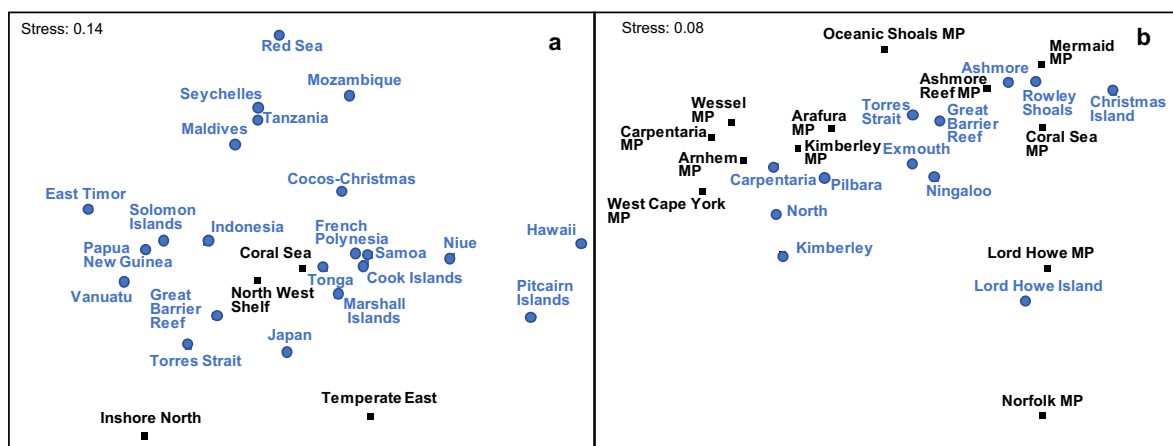 Stress: 0.14
a
Red Sea
Mozambique
Seychelles
Tanzania
Maldives
Cocos-Christmas
East Timor
Solomon
Islands
Indonesia
French
Polynesia
Samoa
Niue
Hawaii
Papua
New Guinea
Coral Sea
Cook Islands
Tonga
Vanuatu
North West
Shelf
Marshall
Islands
Pitcairn
Islands
Great
Barrier
Reef
Japan
Torres Strait
Temperate East
Inshore North
Stress: 0.08
b
Oceanic Shoals MP
Mermaid
MP
Ashmore
Ashmore
Reef MP
Rowley
Shoals
Christmas
Island
Wessel
MP
Arafura
MP
Torres
Strait
Great
Barrier
Reef
Coral Sea
MP
Carpentaria
MP
Kimberley
MP
Exmouth
Arnhem
MP
Carpentaria
Pilbara
Ningaloo
West Cape York
MP
North
Kimberley
Lord Howe MP
Lord Howe Island
Norfolk MP